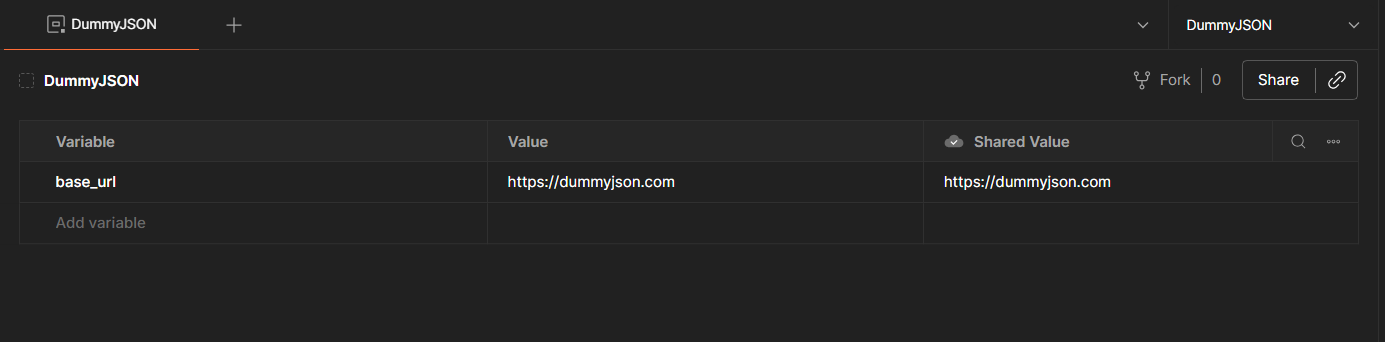 DummyJSON DummyJSON
DummyJSON Fork 0 Share
Variable Value Shared Value
base_url https://dummyjson.com https://dummyjson.com
Add variable